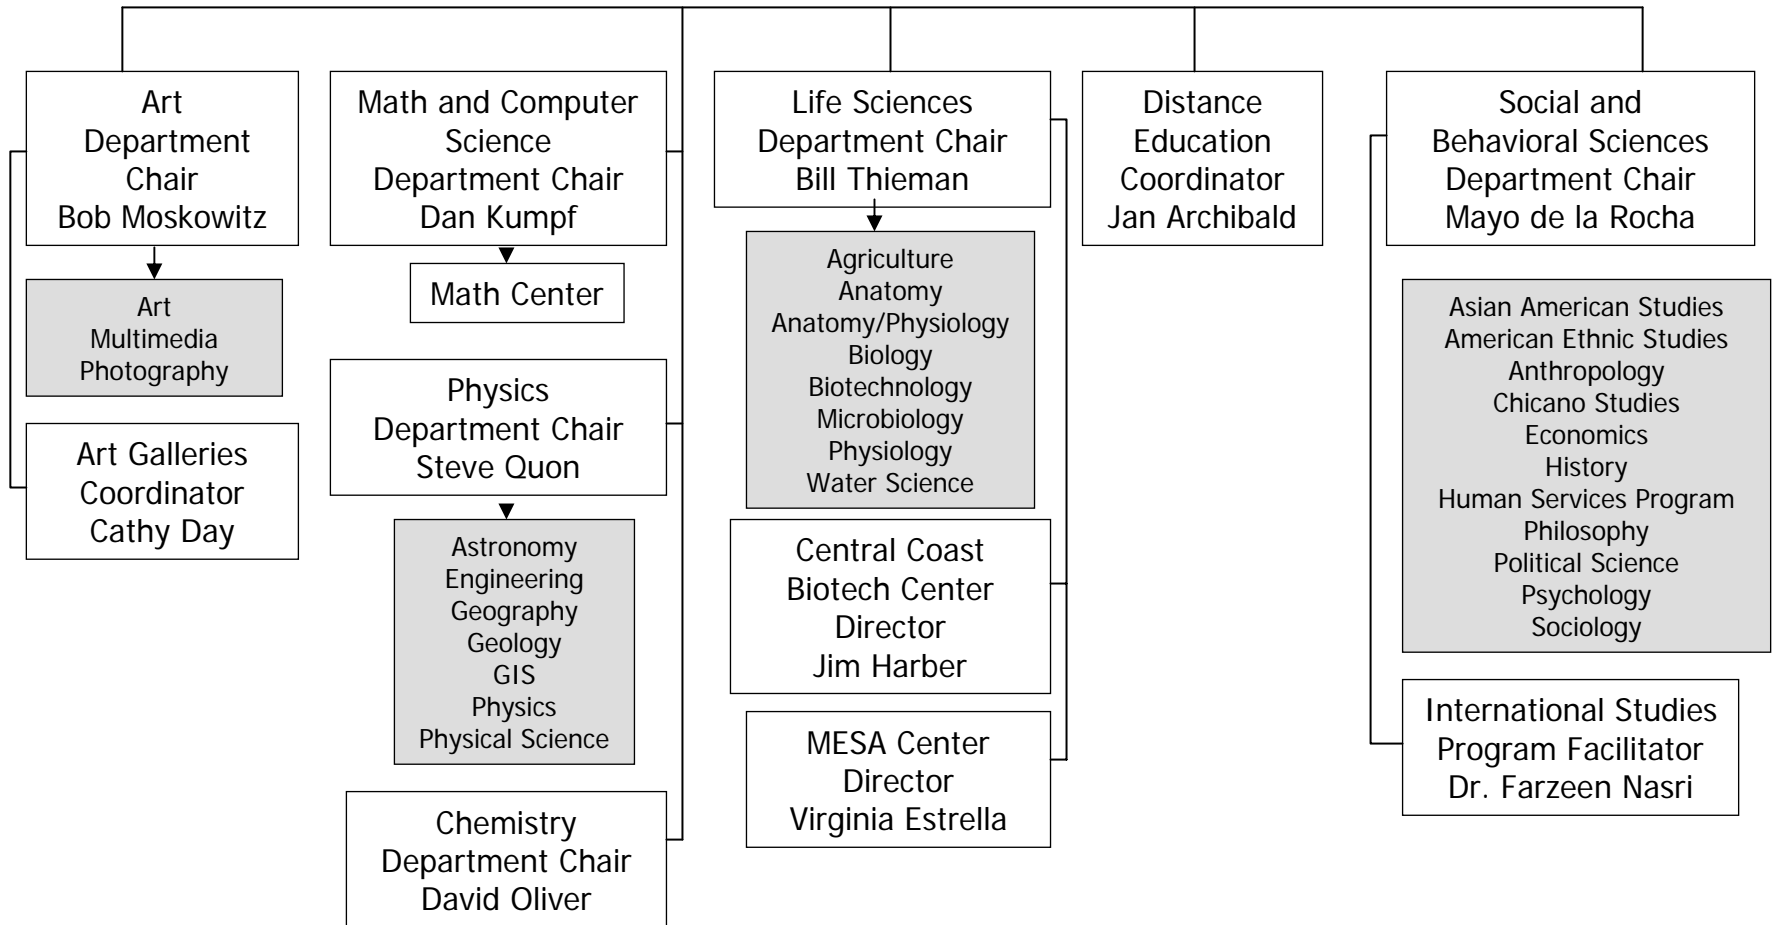 Art
Department
Chair
Bob Moskowitz
Art
Multimedia
Photography
Art Galleries
Coordinator
Cathy Day
Math and Computer
Science
Department Chair
Dan Kumpf
Math Center
Physics
Department Chair
Steve Quon
Astronomy
Engineering
Geography
Geology
GIS
Physics
Physical Science
Chemistry
Department Chair
David Oliver
Life Sciences
Department Chair
Bill Thieman
Agriculture
Anatomy
Anatomy/Physiology
Biology
Biotechnology
Microbiology
Physiology
Water Science
Central Coast
Biotech Center
Director
Jim Harber
MESA Center
Director
Virginia Estrella
Distance
Education
Coordinator
Jan Archibald
Social and
Behavioral Sciences
Department Chair
Mayo de la Rocha
Asian American Studies
American Ethnic Studies
Anthropology
Chicano Studies
Economics
History
Human Services Program
Philosophy
Political Science
Psychology
Sociology
International Studies
Program Facilitator
Dr. Farzeen Nasri